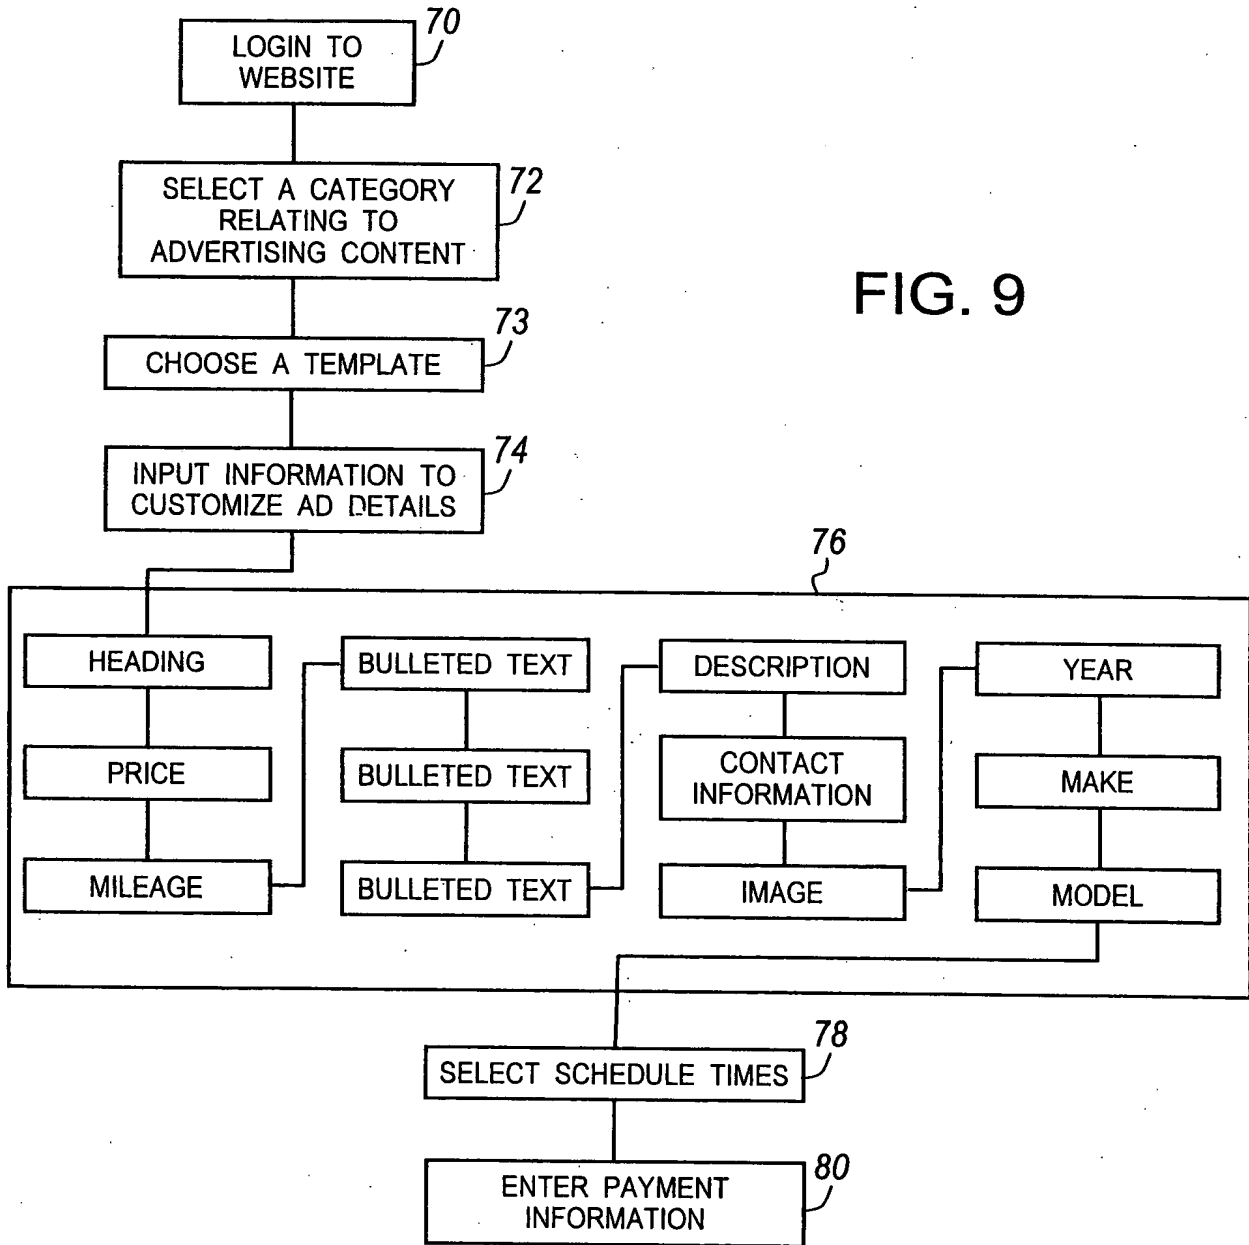 70
LOGIN TO
WEBSITE
72
SELECT A CATEGORY
RELATING TO
ADVERTISING CONTENT
FIG. 9
73
CHOOSE A TEMPLATE
74
INPUT INFORMATION TO
CUSTOMIZE AD DETAILS
76
HEADING
PRICE
MILEAGE
BULLETED TEXT
BULLETED TEXT
BULLETED TEXT
DESCRIPTION
CONTACT
INFORMATION
IMAGE
YEAR
MAKE
MODEL
78
SELECT SCHEDULE TIMES
80
ENTER PAYMENT
INFORMATION